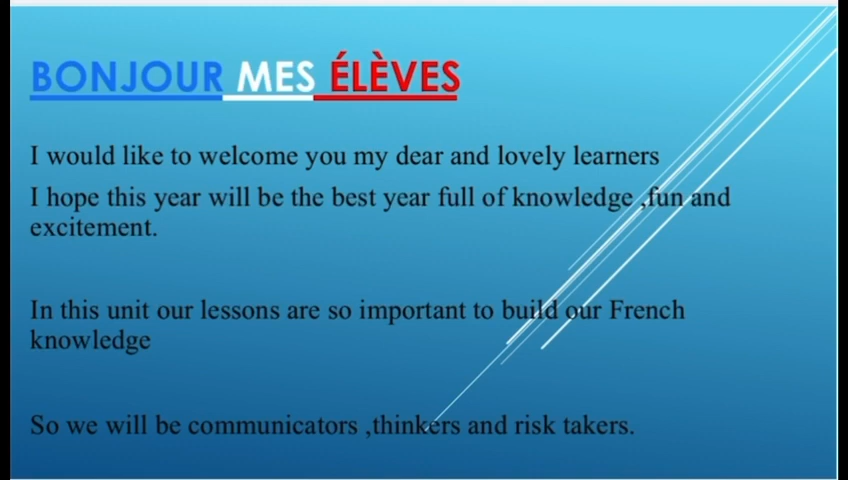 BONJOUR MES ÉLÈVES
I would like to welcome you my dear and lovely learners
I hope this year will be the best year full of knowledge ,fun and
excitement.
In this unit our lessons are so important to build our French
knowledge
So we will be communicators ,thinkers and risk takers.